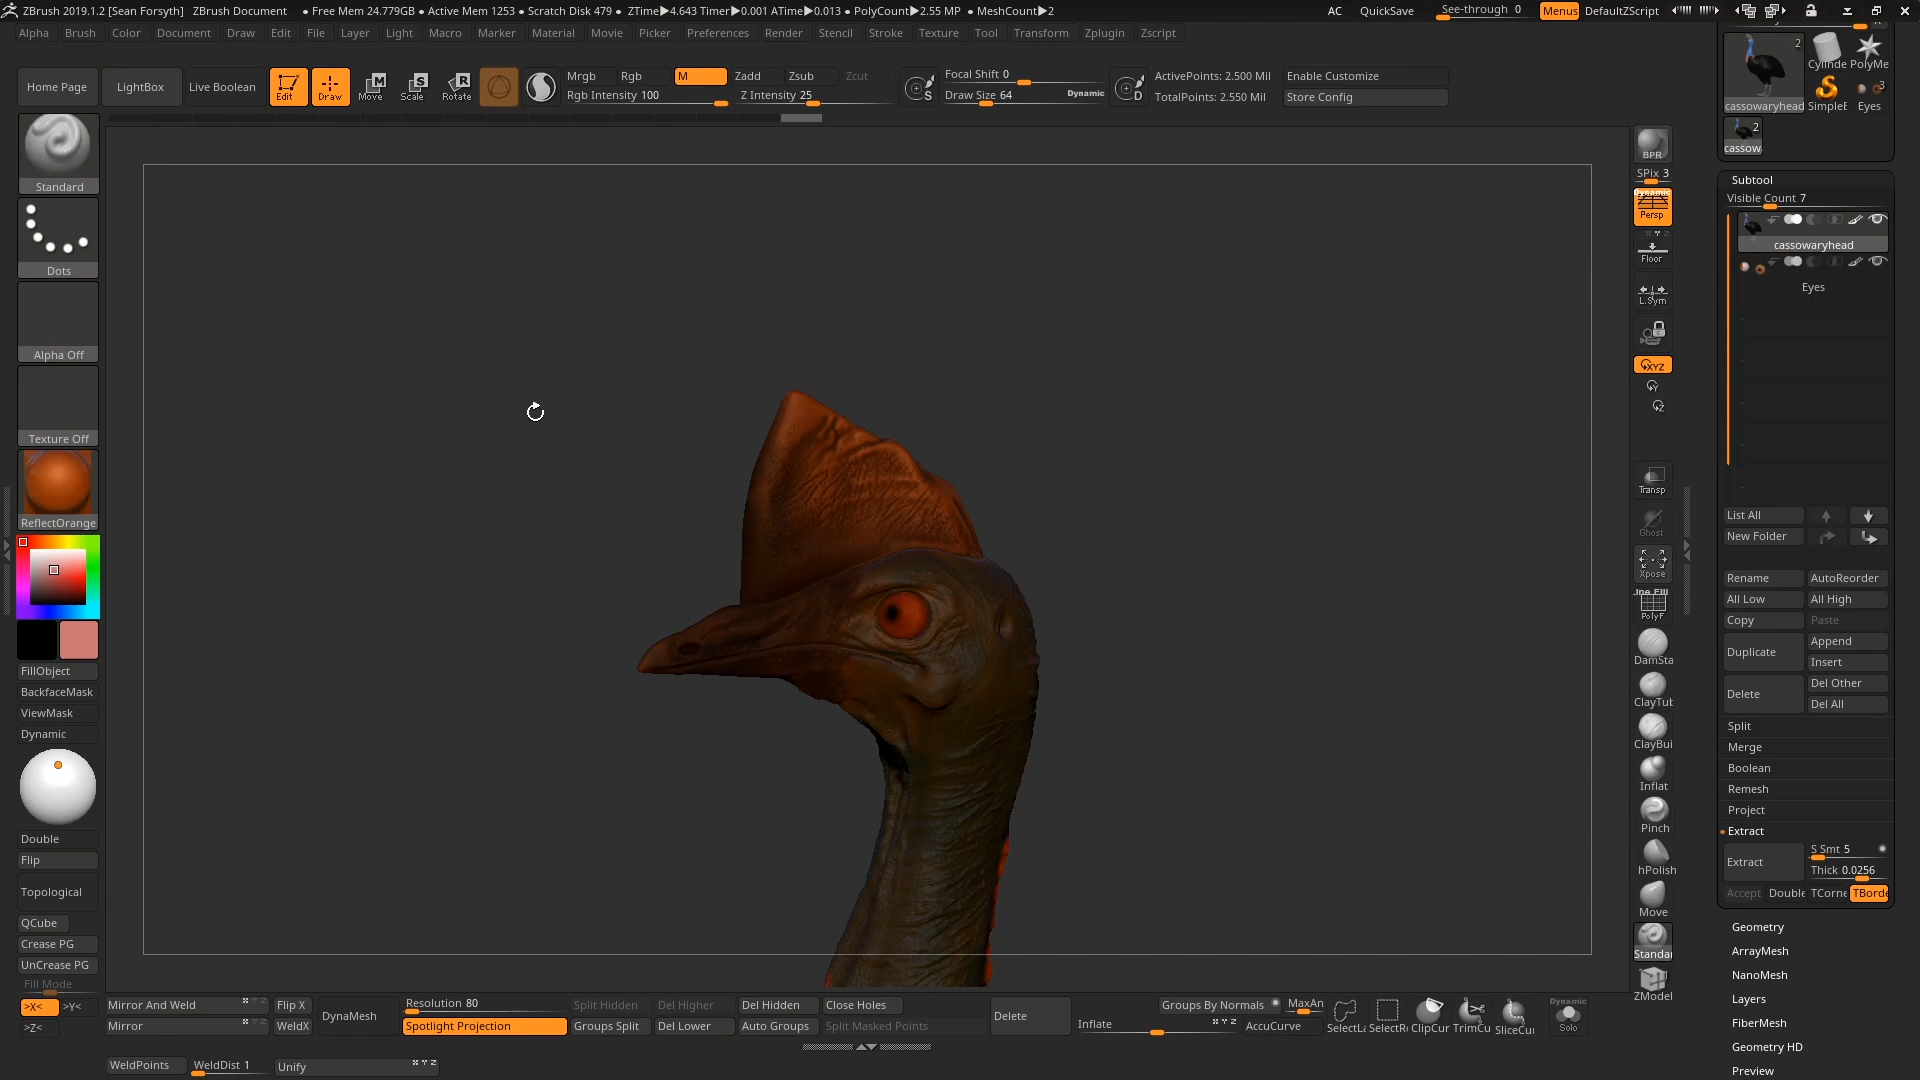 ZBrush 2019.1.2 [Sean Forsyth] ZBrush Document • Free Mem 24.779GB • Active Mem 1253 • Scratch Disk 479 • ZTime▶4.643 Timer▶0.001 ATime▶0.013 • PolyCount▶2.55 MP • MeshCount▶2 AC QuickSave See-through 0 Menus DefaultZScript
Alpha Brush Color Document Draw Edit File Layer Light Macro Marker Material Movie Picker Preferences Render Stencil Stroke Texture Tool Transform Zplugin Zscript
Home Page LightBox Live Boolean Edit Draw Move Scale Rotate
Mrgb Rgb M Zadd Zsub Zcut
Rgb Intensity 100 Z Intensity 25
Focal Shift 0
Draw Size 64 Dynamic
ActivePoints: 2.500 Mil Enable Customize
TotalPoints: 2.550 Mil Store Config
Standard
Dots
Alpha Off
Texture Off
ReflectOrange
FillObject
BackfaceMask
ViewMask
Dynamic
Double
Flip
Topological
QCube
Crease PG
UnCrease PG
Fill Mode
>X< >Y<
>Z<
Mirror And Weld Flip X
Mirror WeldX
WeldPoints WeldDist 1 Unify
DynaMesh
Resolution 80
Spotlight Projection
Split Hidden Del Higher Del Hidden Close Holes
Groups Split Del Lower Auto Groups Split Masked Points
Delete
Inflate
Groups By Normals MaxAn
AccuCurve
SelectLa SelectRe ClipCur TrimCu SliceCur
Dynamic
Solo
BPR
SPix 3
Dynamic
Persp
Floor
L.Sym
XYZ
Y
Z
Transp
Ghost
Xpose
Line Fill
PolyF
DamSta
ClayTub
ClayBui
Inflat
Pinch
hPolish
Move
Standar
ZModel
2
cassowaryhead
Cylinde PolyMe
SimpleB
3
Eyes
2
cassow
Subtool
Visible Count 7
cassowaryhead
Eyes
List All
New Folder
Rename AutoReorder
All Low All High
Copy Paste
Duplicate Append
Insert
Delete Del Other
Del All
Split
Merge
Boolean
Remesh
Project
Extract
Extract S Smt 5
Thick 0.0256
Accept Double TCorne TBorde
Geometry
ArrayMesh
NanoMesh
Layers
FiberMesh
Geometry HD
Preview